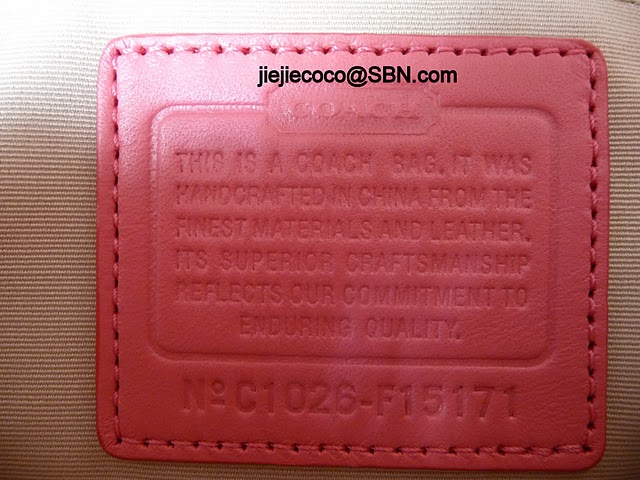 jiejiecoco@SBN.com
COACH
THIS IS A COACH BAG. IT WAS
HANDCRAFTED IN CHINA FROM THE
FINEST MATERIALS AND LEATHER.
ITS SUPERIOR CRAFTSMANSHIP
REFLECTS OUR COMMITMENT TO
ENDURING QUALITY.
Nº C1026-F15171